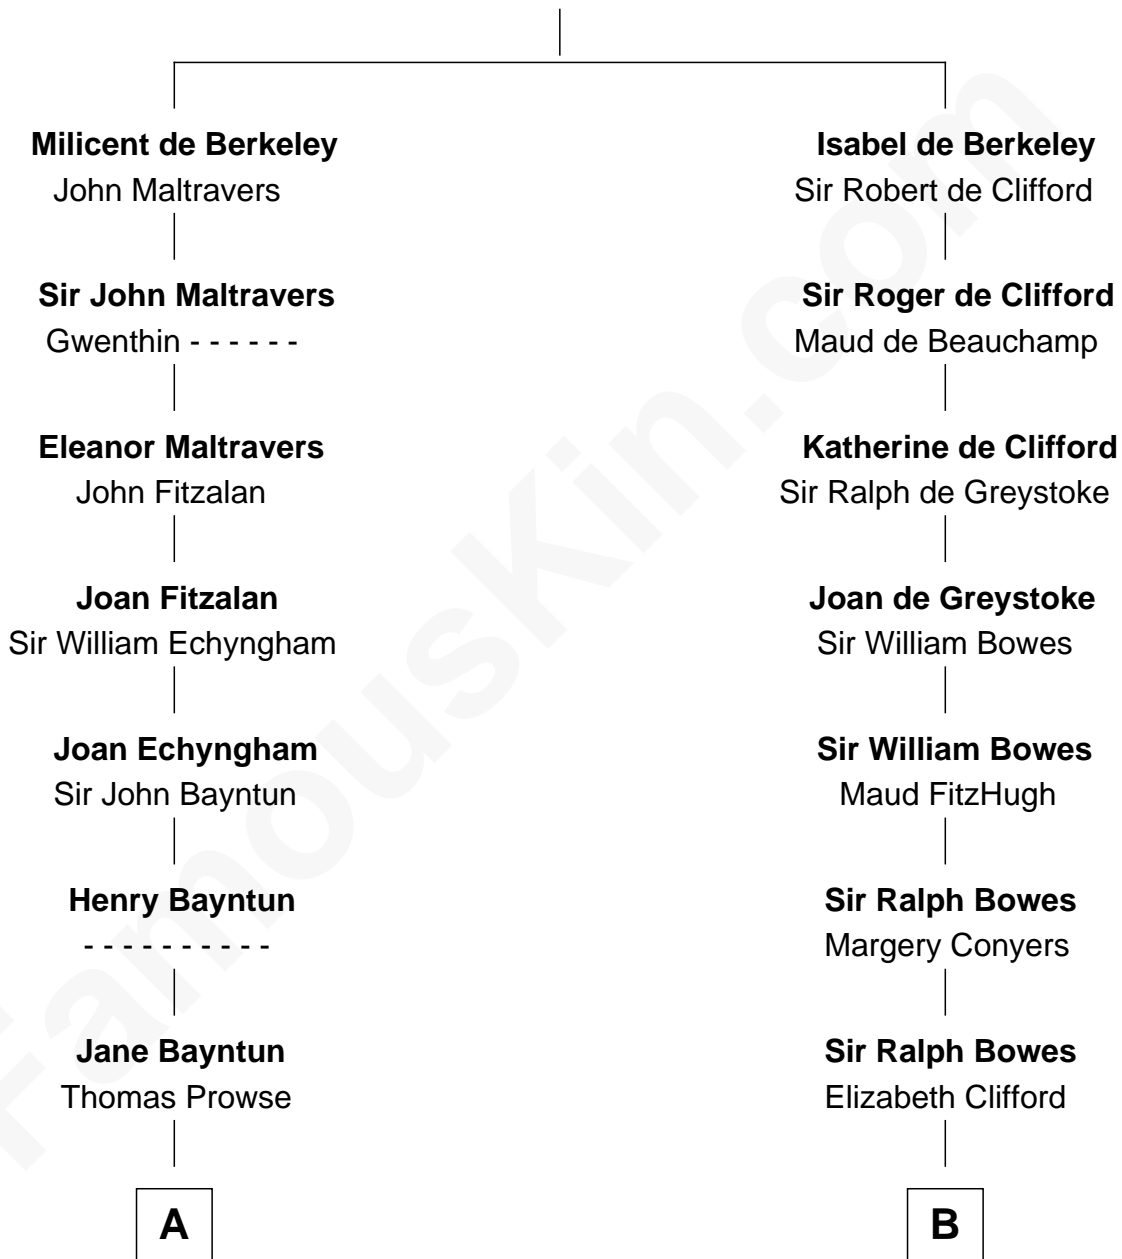 Milicent de Berkeley
John Maltravers
Sir John Maltravers
Gwenthin - - - - - -
Eleanor Maltravers
John Fitzalan
Joan Fitzalan
Sir William Echyngham
Joan Echyngham
Sir John Bayntun
Henry Bayntun
- - - - - - - - - -
Jane Bayntun
Thomas Prowse
A
Isabel de Berkeley
Sir Robert de Clifford
Sir Roger de Clifford
Maud de Beauchamp
Katherine de Clifford
Sir Ralph de Greystoke
Joan de Greystoke
Sir William Bowes
Sir William Bowes
Maud FitzHugh
Sir Ralph Bowes
Margery Conyers
Sir Ralph Bowes
Elizabeth Clifford
B
FamousKin.com